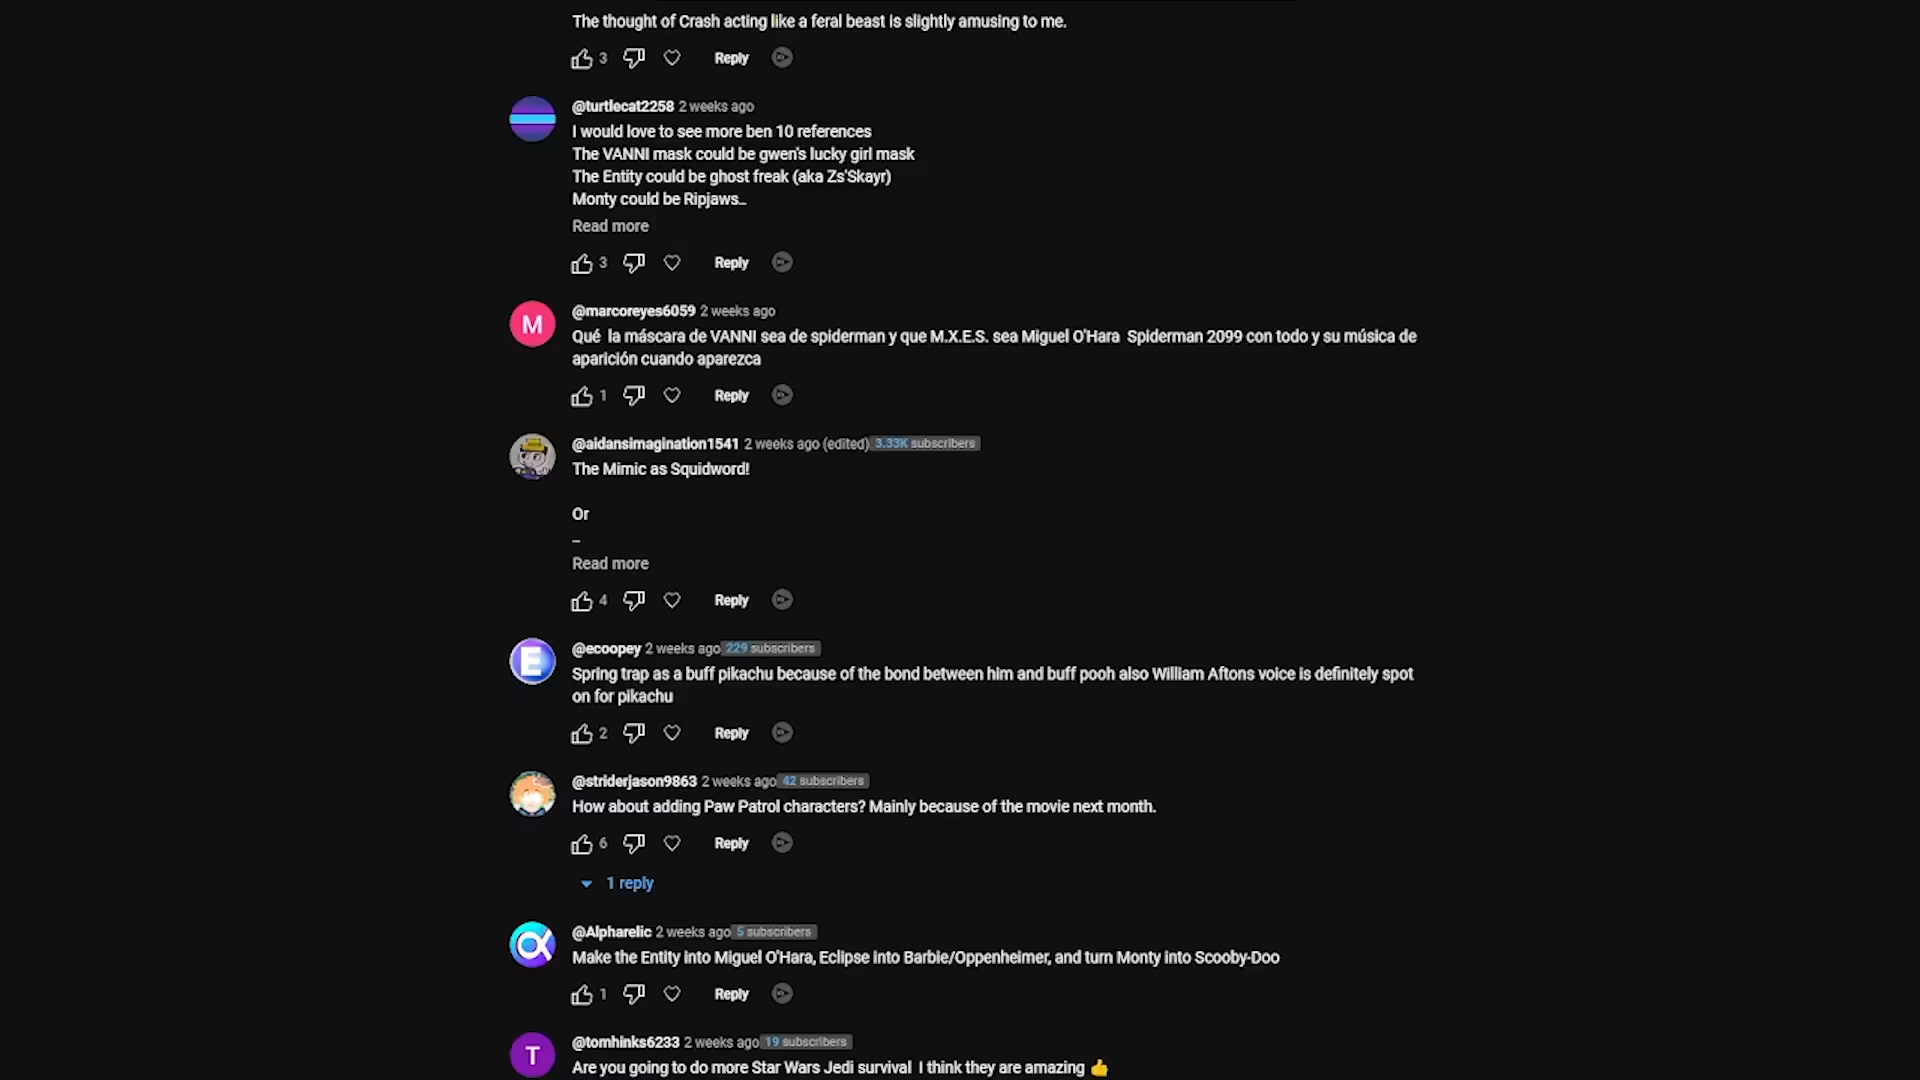 The thought of Crash acting like a feral beast is slightly amusing to me.
3 Reply
@turtlecat2258 2 weeks ago
I would love to see more ben 10 references
The VANNI mask could be gwen's lucky girl mask
The Entity could be ghost freak (aka Zs'Skayr)
Monty could be Ripjaws...
Read more
3 Reply
M
@marcoreyes6059 2 weeks ago
Qué la máscara de VANNI sea de spiderman y que M.X.E.S. sea Miguel O'Hara Spiderman 2099 con todo y su música de
aparición cuando aparezca
1 Reply
@aidansimagination1541 2 weeks ago (edited) 3.33K subscribers
The Mimic as Squidword!
Or
...
Read more
4 Reply
E
@ecoopey 2 weeks ago 229 subscribers
Spring trap as a buff pikachu because of the bond between him and buff pooh also William Aftons voice is definitely spot
on for pikachu
2 Reply
@striderjason9863 2 weeks ago 42 subscribers
How about adding Paw Patrol characters? Mainly because of the movie next month.
6 Reply
1 reply
@Alpharelic 2 weeks ago 5 subscribers
Make the Entity into Miguel O'Hara, Eclipse into Barbie/Oppenheimer, and turn Monty into Scooby-Doo
1 Reply
T
@tomhinks6233 2 weeks ago 19 subscribers
Are you going to do more Star Wars Jedi survival I think they are amazing 👍